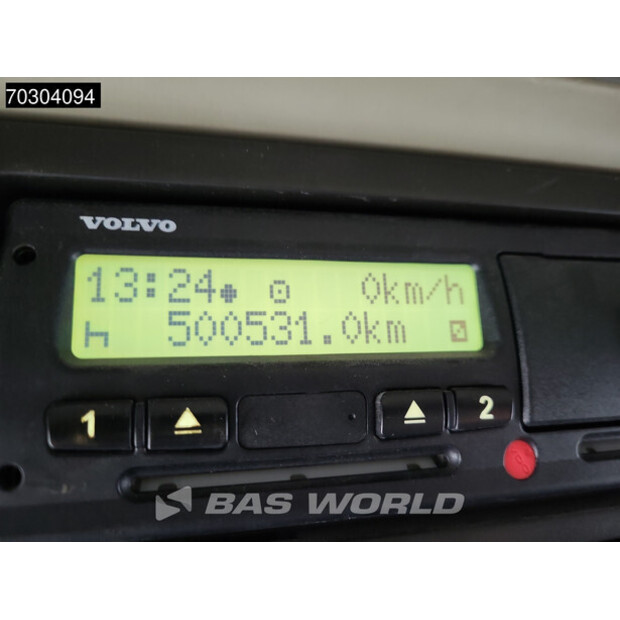 70304094
VOLVO
13:24 0km/h
500531.0km
1 2
BAS WORLD